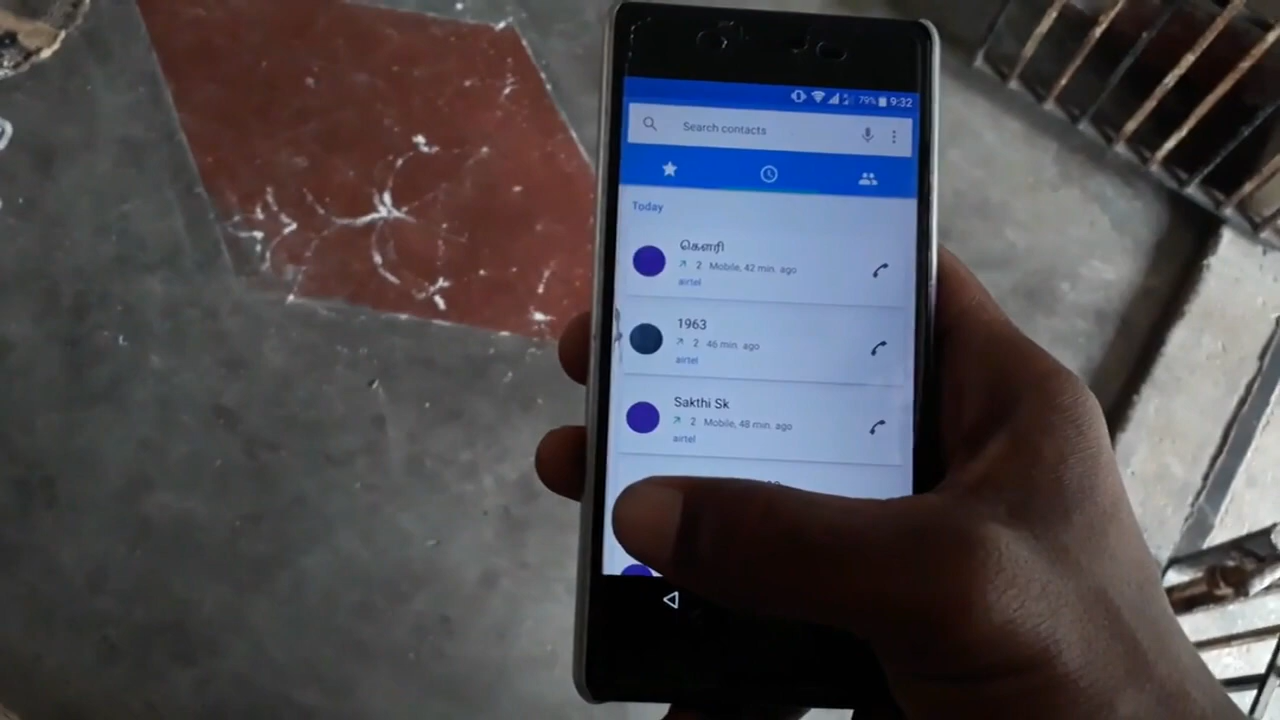 79% 9:32
Search contacts
Today
கௌரி
2 Mobile, 42 min. ago
airtel
1963
2 46 min. ago
airtel
Sakthi Sk
2 Mobile, 48 min. ago
airtel